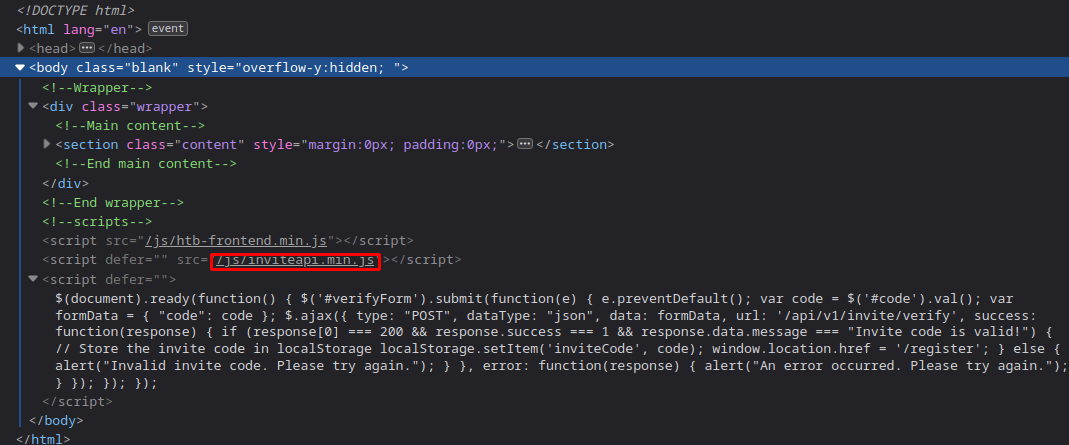 <!DOCTYPE html>
<html lang="en"> event
<head> ••• </head>
<body class="blank" style="overflow-y:hidden; ">
<!--Wrapper-->
<div class="wrapper">
<!--Main content-->
<section class="content" style="margin:0px; padding:0px;"> ••• </section>
<!--End main content-->
</div>
<!--End wrapper-->
<!--scripts-->
<script src="/js/htb-frontend.min.js"></script>
<script defer="" src="/js/inviteapi.min.js"></script>
<script defer="">
$(document).ready(function() { $('#verifyForm').submit(function(e) { e.preventDefault(); var code = $('#code').val(); var
formData = { "code": code }; $.ajax({ type: "POST", dataType: "json", data: formData, url: '/api/v1/invite/verify', success:
function(response) { if (response[0] === 200 && response.success === 1 && response.data.message === "Invite code is valid!") {
// Store the invite code in localStorage localStorage.setItem('inviteCode', code); window.location.href = '/register'; } else {
alert("Invalid invite code. Please try again."); } }, error: function(response) { alert("An error occurred. Please try again.");
} }); }); });
</script>
</body>
</html>